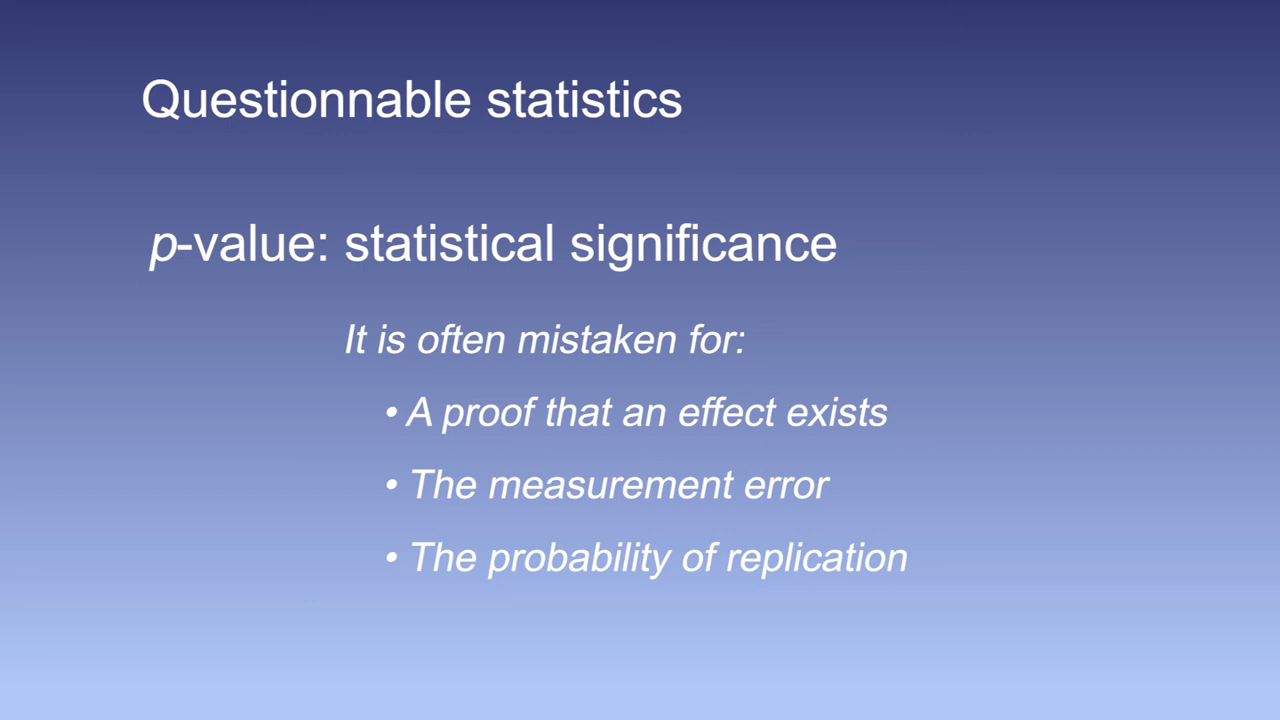 Questionnable statistics
p-value: statistical significance
It is often mistaken for:
• A proof that an effect exists
• The measurement error
• The probability of replication